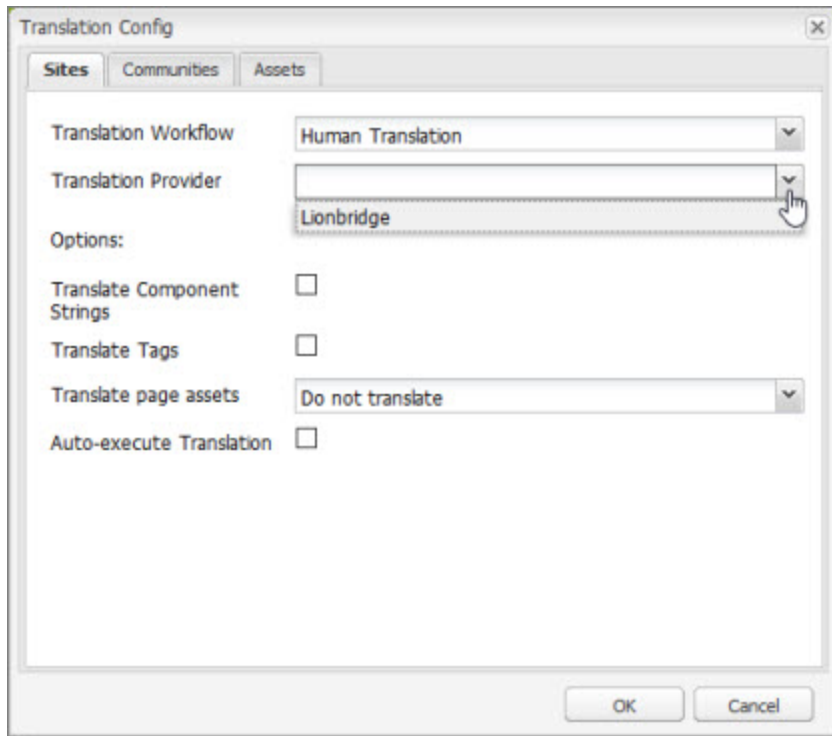 Translation Config
Sites Communities Assets
Translation Workflow Human Translation
Translation Provider
Lionbridge
Options:
Translate Component
Strings
Translate Tags
Translate page assets Do not translate
Auto-execute Translation
OK Cancel